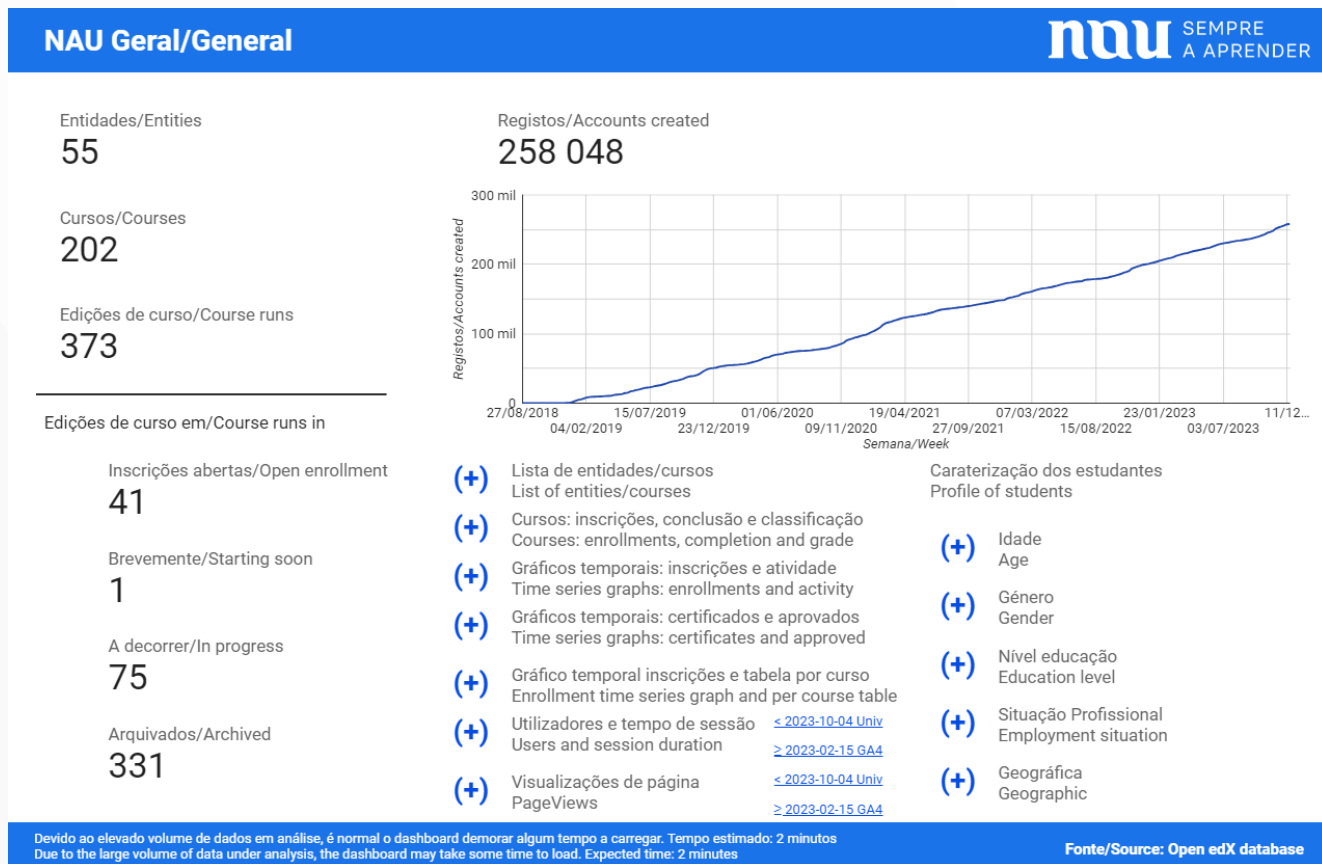 NAU Geral/General
nau SEMPRE
A APRENDER
Entidades/Entities
55
Cursos/Courses
202
Edições de curso/Course runs
373
Edições de curso em/Course runs in
Inscrições abertas/Open enrollment
41
Brevemente/Starting soon
1
A decorrer/In progress
75
Arquivados/Archived
331
Registos/Accounts created
258 048
Registos/Accounts created
300 mil
200 mil
100 mil
0
27/08/2018 15/07/2019 01/06/2020 19/04/2021 07/03/2022 23/01/2023 11/12...
04/02/2019 23/12/2019 09/11/2020 27/09/2021 15/08/2022 03/07/2023
Semana/Week
(+) Lista de entidades/cursos
List of entities/courses
(+) Cursos: inscrições, conclusão e classificação
Courses: enrollments, completion and grade
(+) Gráficos temporais: inscrições e atividade
Time series graphs: enrollments and activity
(+) Gráficos temporais: certificados e aprovados
Time series graphs: certificates and approved
(+) Gráfico temporal inscrições e tabela por curso
Enrollment time series graph and per course table
(+) Utilizadores e tempo de sessão < 2023-10-04 Univ
Users and session duration ≥ 2023-02-15 GA4
(+) Visualizações de página < 2023-10-04 Univ
PageViews ≥ 2023-02-15 GA4
Caraterização dos estudantes
Profile of students
(+) Idade
Age
(+) Género
Gender
(+) Nível educação
Education level
(+) Situação Profissional
Employment situation
(+) Geográfica
Geographic
Devido ao elevado volume de dados em análise, é normal o dashboard demorar algum tempo a carregar. Tempo estimado: 2 minutos
Due to the large volume of data under analysis, the dashboard may take some time to load. Expected time: 2 minutes
Fonte/Source: Open edX database